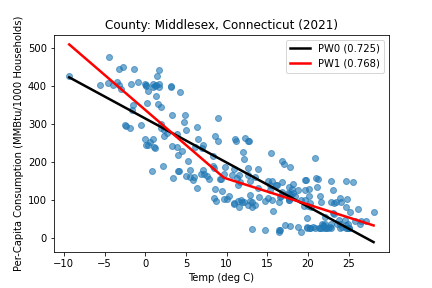 County: Middlesex, Connecticut (2021)
PW0 (0.725)
PW1 (0.768)
Per-Capita Consumption (MMBtu/1000 Households)
500
400
300
200
100
0
−10 −5 0 5 10 15 20 25
Temp (deg C)